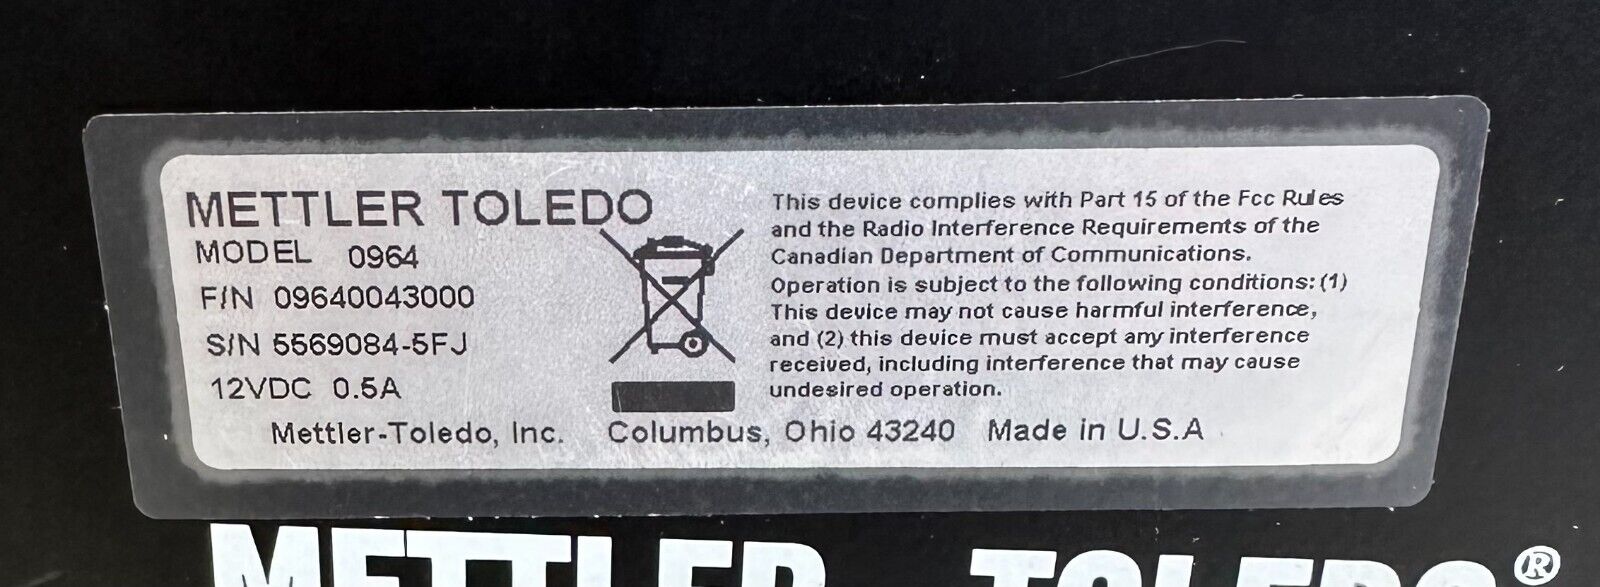 METTLER TOLEDO
MODEL 0964
F/N 09640043000
S/N 5569084-5FJ
12VDC 0.5A
This device complies with Part 15 of the Fcc Rules
and the Radio Interference Requirements of the
Canadian Department of Communications.
Operation is subject to the following conditions: (1)
This device may not cause harmful interference,
and (2) this device must accept any interference
received, including interference that may cause
undesired operation.
Mettler-Toledo, Inc. Columbus, Ohio 43240 Made in U.S.A
METTLER TOLEDO®